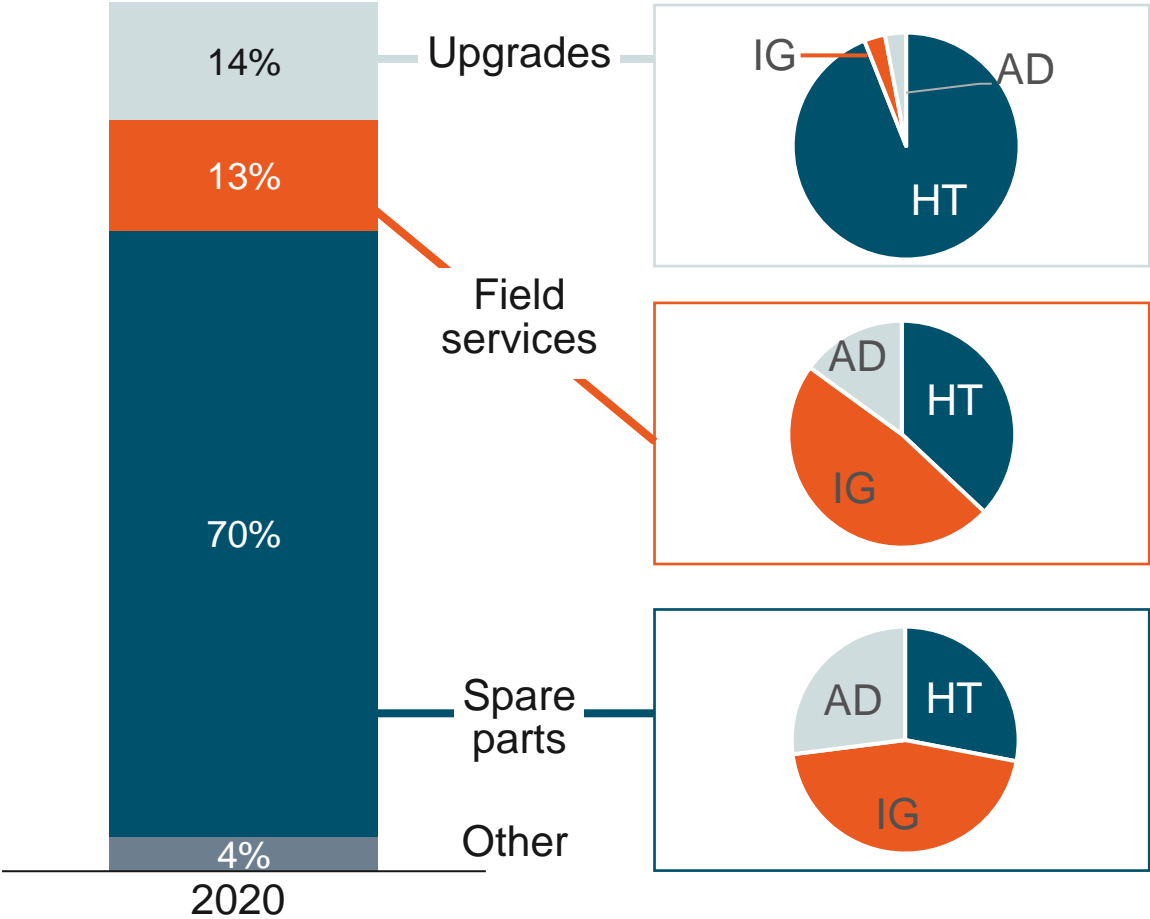 14%
Upgrades
IG
AD
HT
13%
Field
services
AD
HT
IG
70%
Spare
parts
AD
HT
IG
Other
4%
2020